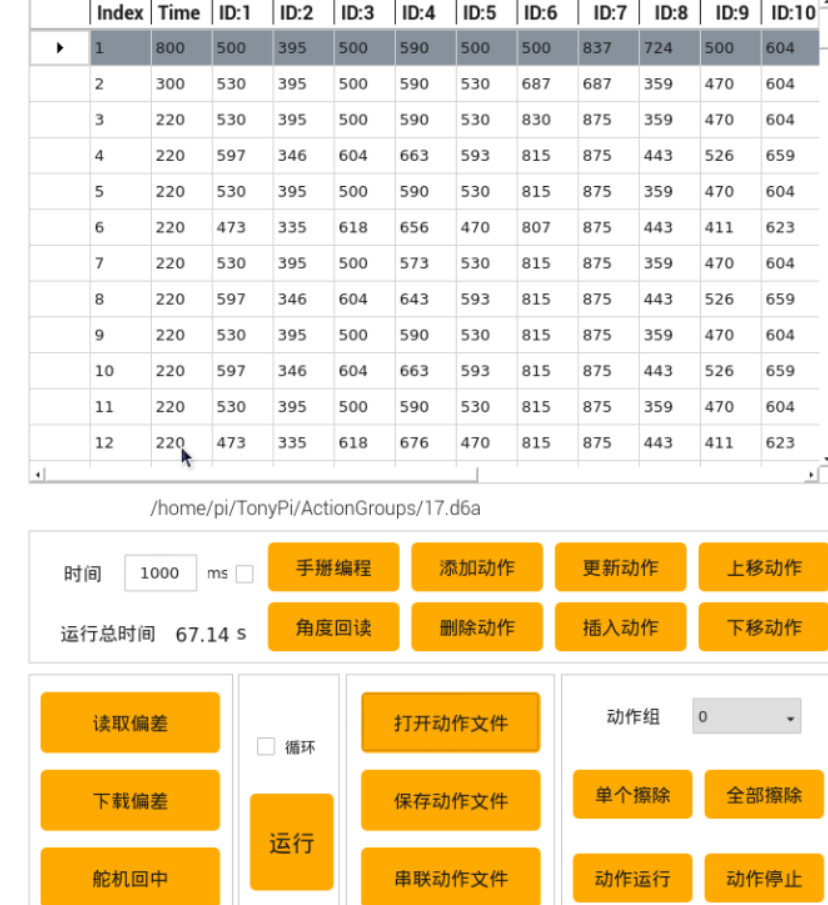 Index Time ID:1 ID:2 ID:3 ID:4 ID:5 ID:6 ID:7 ID:8 ID:9 ID:10
1 800 500 395 500 590 500 500 837 724 500 604
2 300 530 395 500 590 530 687 687 359 470 604
3 220 530 395 500 590 530 830 875 359 470 604
4 220 597 346 604 663 593 815 875 443 526 659
5 220 530 395 500 590 530 815 875 359 470 604
6 220 473 335 618 656 470 807 875 443 411 623
7 220 530 395 500 573 530 815 875 359 470 604
8 220 597 346 604 643 593 815 875 443 526 659
9 220 530 395 500 590 530 815 875 359 470 604
10 220 597 346 604 663 593 815 875 443 526 659
11 220 530 395 500 590 530 815 875 359 470 604
12 220 473 335 618 676 470 815 875 443 411 623
/home/pi/TonyPi/ActionGroups/17.d6a
时间 1000 ms 手掰编程 添加动作 更新动作 上移动作
运行总时间 67.14 s 角度回读 删除动作 插入动作 下移动作
读取偏差 打开动作文件 动作组 0
循环
下载偏差 保存动作文件 单个擦除 全部擦除
运行
舵机回中 串联动作文件 动作运行 动作停止